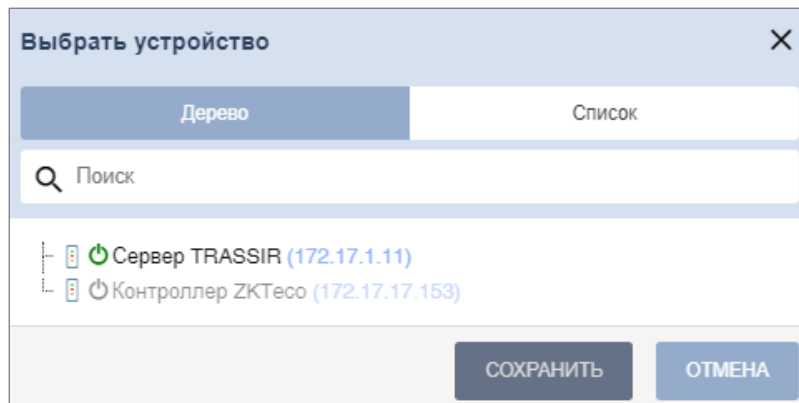 Выбрать устройство
Дерево Список
Поиск
Сервер TRASSIR (172.17.1.11)
Контроллер ZKTeco (172.17.17.153)
СОХРАНИТЬ ОТМЕНА